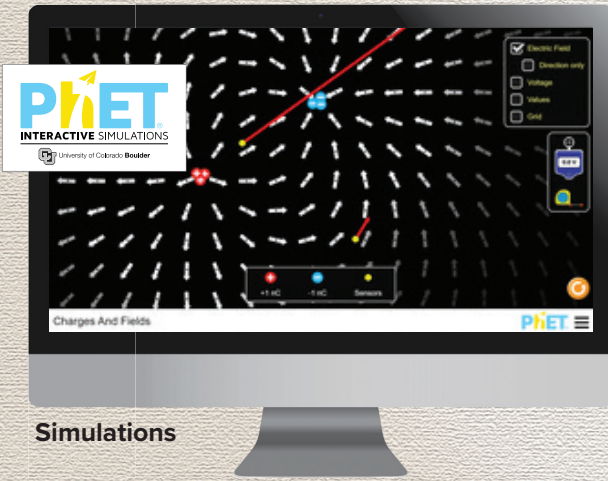 Electric Field
Direction only
Voltage
Values
Grid
PhET
INTERACTIVE SIMULATIONS
University of Colorado Boulder
+1 nC
-1 nC
Sensors
Charges And Fields
PhET
Simulations